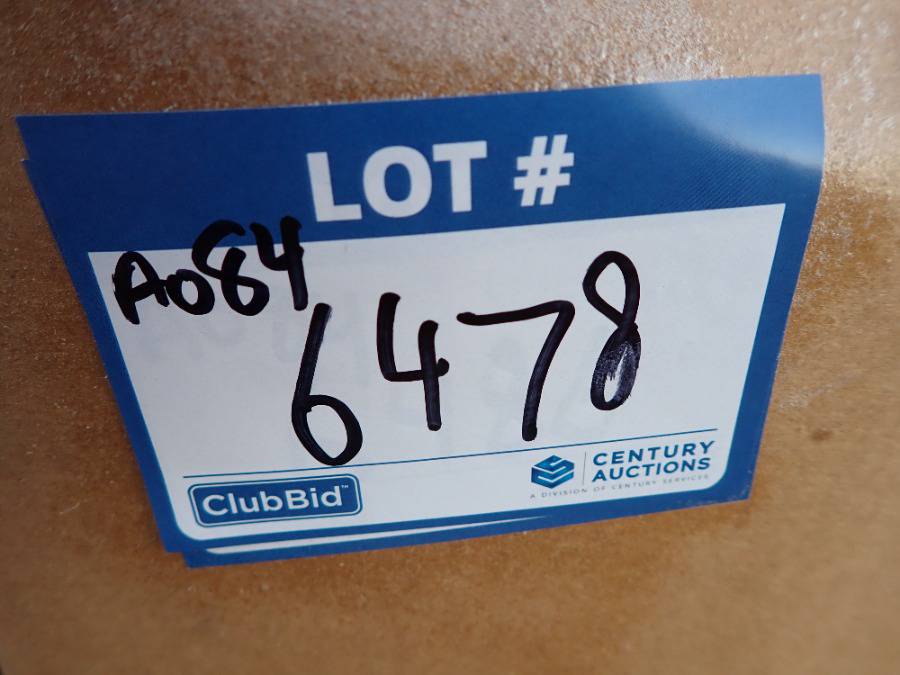 LOT #
A084
6478
ClubBid™
CENTURY
AUCTIONS
A DIVISION OF CENTURY SERVICES